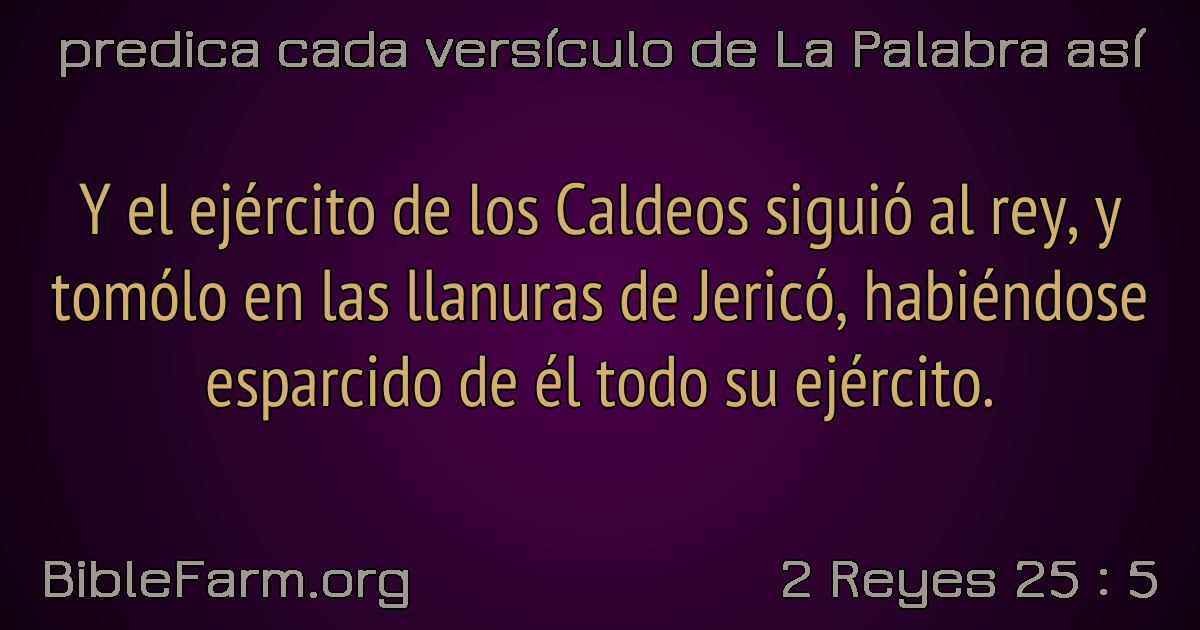 predica cada versículo de La Palabra así
Y el ejército de los Caldeos siguió al rey, y
tomólo en las llanuras de Jericó, habiéndose
esparcido de él todo su ejército.
BibleFarm.org
2 Reyes 25 : 5